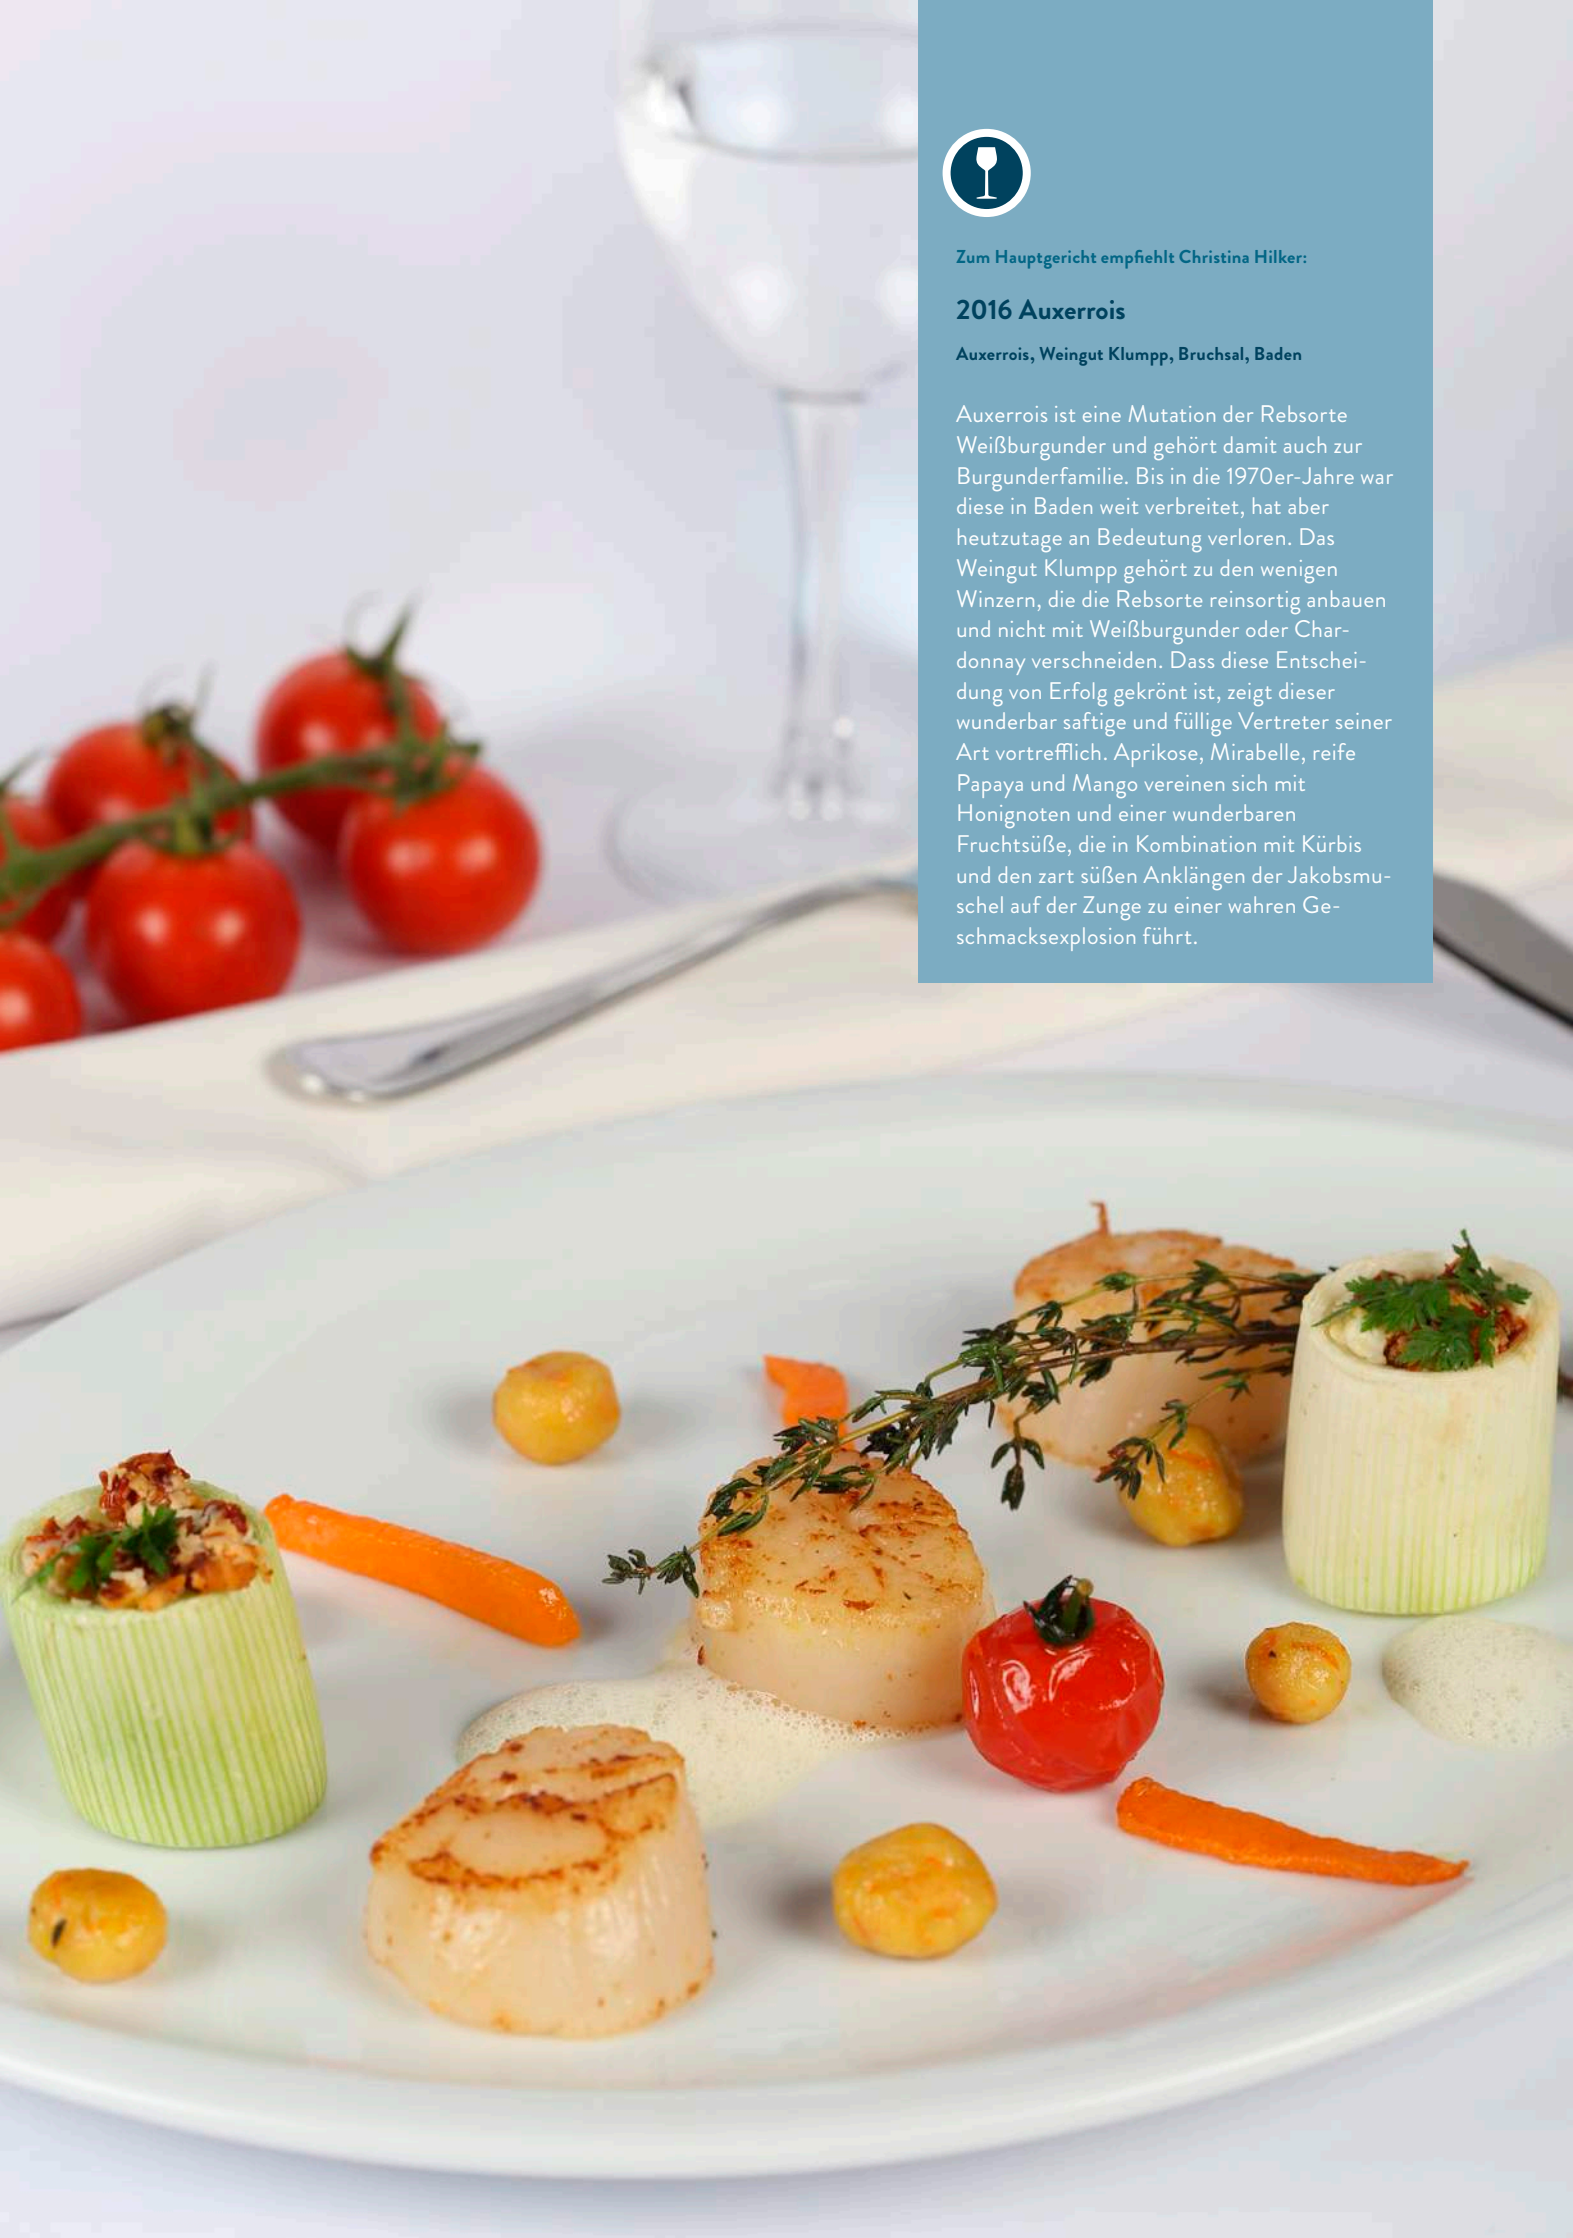 Zum Hauptgericht empfiehlt Christina Hilker:
2016 Auxerrois
Auxerrois, Weingut Klumpp, Bruchsal, Baden
Auxerrois ist eine Mutation der Rebsorte
Weißburgunder und gehört damit auch zur
Burgunderfamilie. Bis in die 1970er-Jahre war
diese in Baden weit verbreitet, hat aber
heutzutage an Bedeutung verloren. Das
Weingut Klumpp gehört zu den wenigen
Winzern, die die Rebsorte reinsortig anbauen
und nicht mit Weißburgunder oder Char-
donnay verschneiden. Dass diese Entschei-
dung von Erfolg gekrönt ist, zeigt dieser
wunderbar saftige und füllige Vertreter seiner
Art vortrefflich. Aprikose, Mirabelle, reife
Papaya und Mango vereinen sich mit
Honignoten und einer wunderbaren
Fruchtsüße, die in Kombination mit Kürbis
und den zart süßen Anklängen der Jakobsmu-
schel auf der Zunge zu einer wahren Ge-
schmacksexplosion führt.